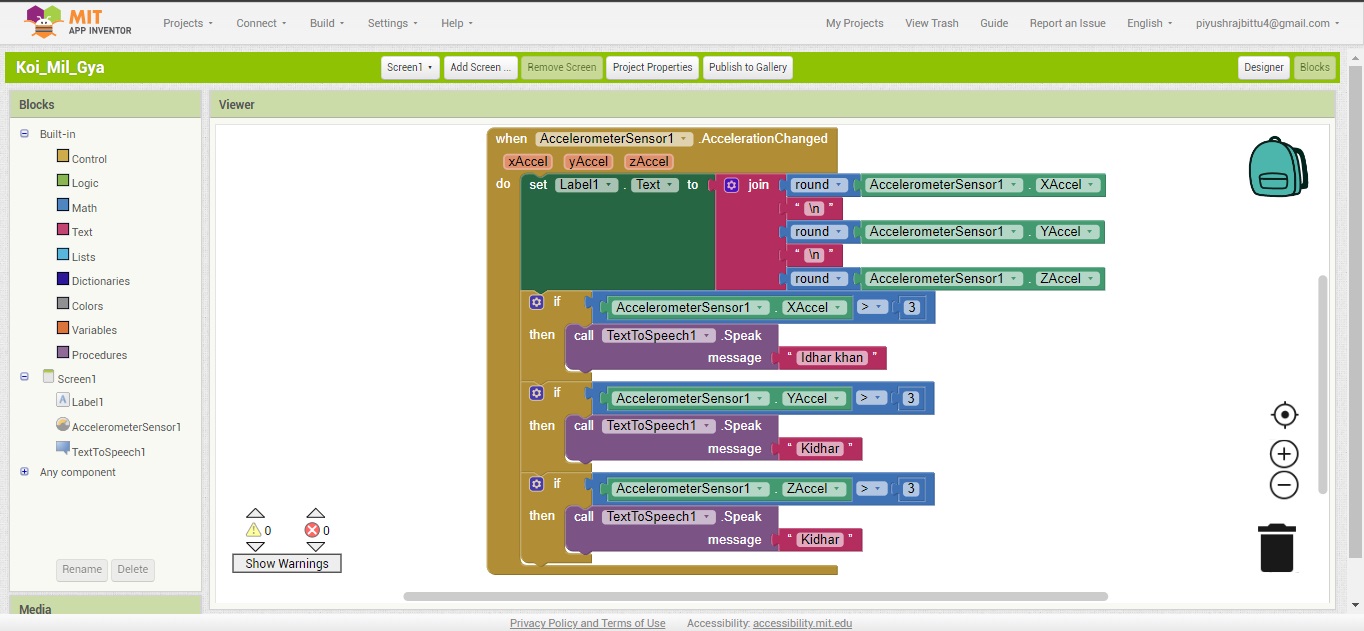 MIT
APP INVENTOR
Projects Connect Build Settings Help My Projects View Trash Guide Report an Issue English piyushrajbittu4@gmail.com
Koi_Mil_Gya Screen1 Add Screen ... Remove Screen Project Properties Publish to Gallery Designer Blocks
Blocks
Built-in
Control
Logic
Math
Text
Lists
Dictionaries
Colors
Variables
Procedures
Screen1
Label1
AccelerometerSensor1
TextToSpeech1
Any component
Rename Delete
Media
Viewer
when AccelerometerSensor1 .AccelerationChanged
xAccel yAccel zAccel
do set Label1 . Text to join round AccelerometerSensor1 . XAccel
“ \n ”
round AccelerometerSensor1 . YAccel
“ \n ”
round AccelerometerSensor1 . ZAccel
if AccelerometerSensor1 . XAccel > 3
then call TextToSpeech1 .Speak
message “ Idhar khan ”
if AccelerometerSensor1 . YAccel > 3
then call TextToSpeech1 .Speak
message “ Kidhar ”
if AccelerometerSensor1 . ZAccel > 3
then call TextToSpeech1 .Speak
message “ Kidhar ”
0 0
Show Warnings
Privacy Policy and Terms of Use Accessibility: accessibility.mit.edu